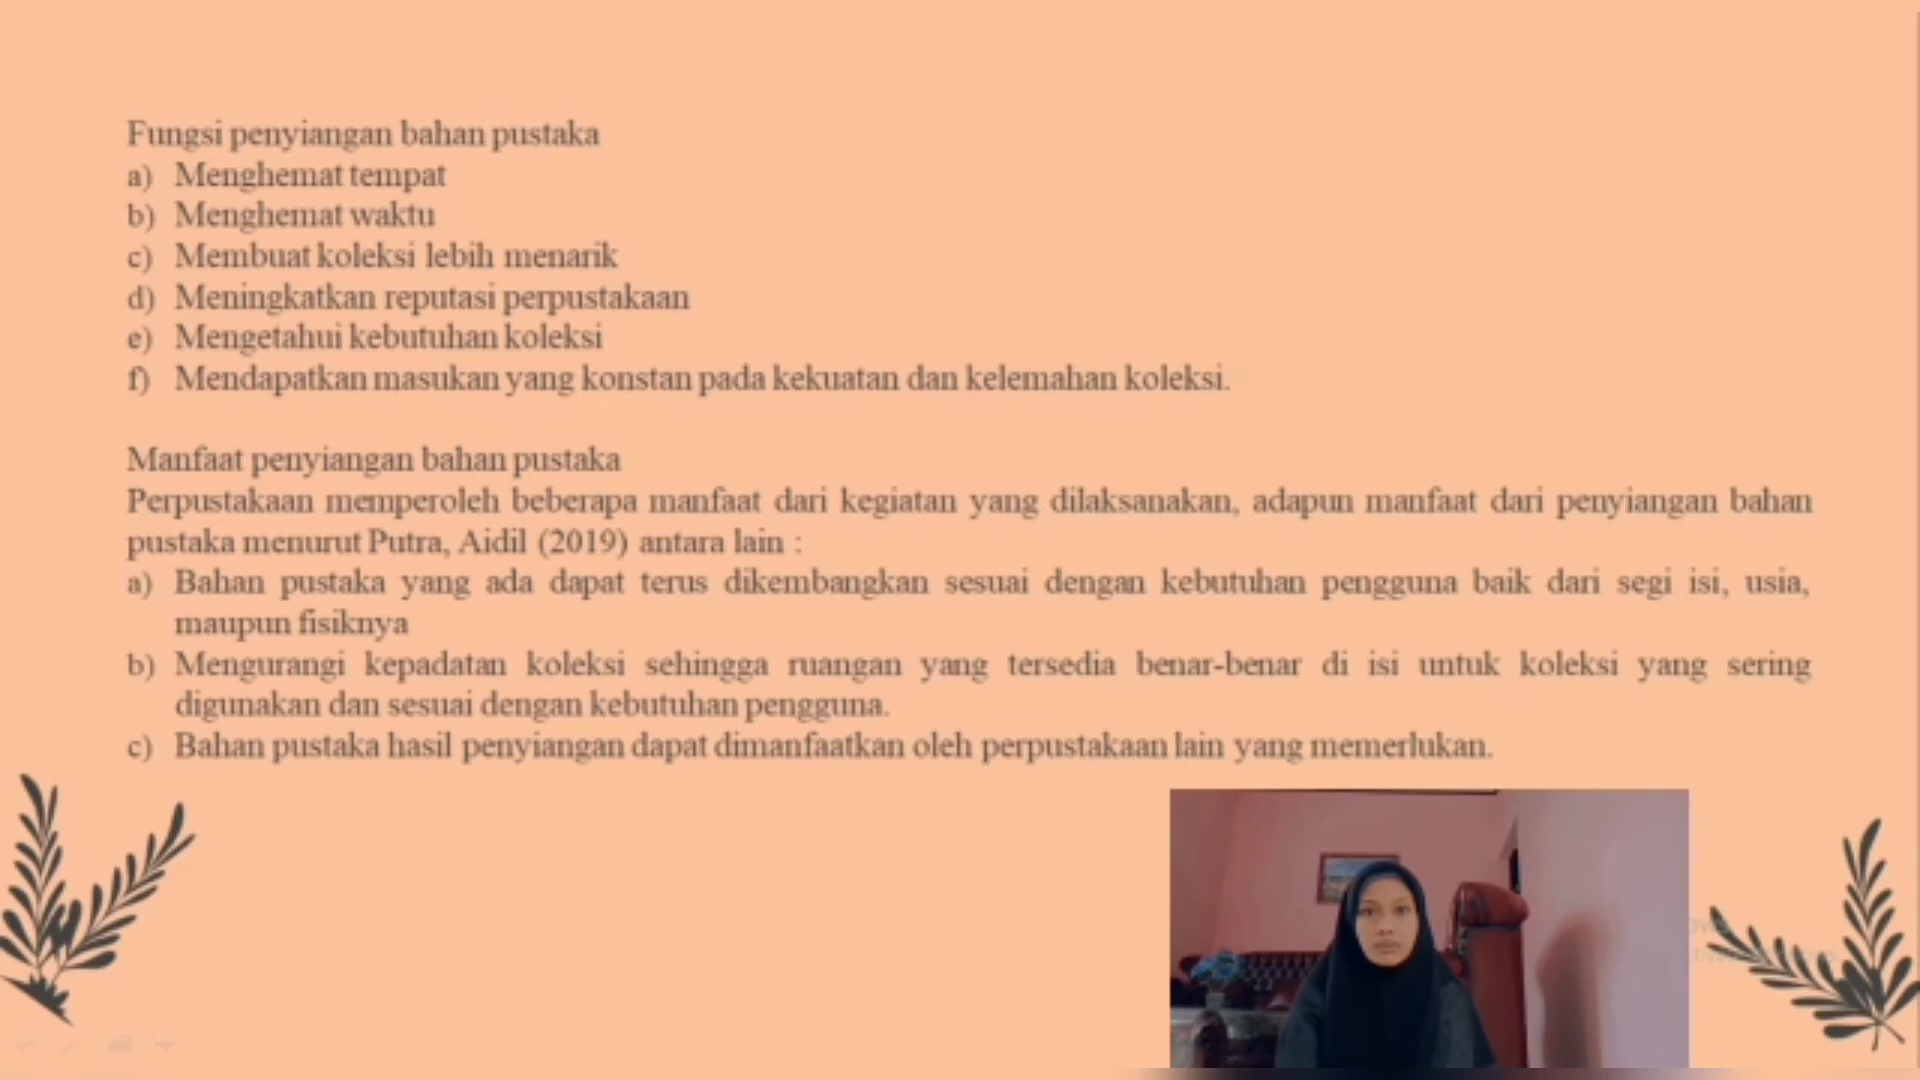 Fungsi penyiangan bahan pustaka
a) Menghemat tempat
b) Menghemat waktu
c) Membuat koleksi lebih menarik
d) Meningkatkan reputasi perpustakaan
e) Mengetahui kebutuhan koleksi
f) Mendapatkan masukan yang konstan pada kekuatan dan kelemahan koleksi.
Manfaat penyiangan bahan pustaka
Perpustakaan memperoleh beberapa manfaat dari kegiatan yang dilaksanakan, adapun manfaat dari penyiangan bahan
pustaka menurut Putra, Aidil (2019) antara lain :
a) Bahan pustaka yang ada dapat terus dikembangkan sesuai dengan kebutuhan pengguna baik dari segi isi, usia,
maupun fisiknya
b) Mengurangi kepadatan koleksi sehingga ruangan yang tersedia benar-benar di isi untuk koleksi yang sering
digunakan dan sesuai dengan kebutuhan pengguna.
c) Bahan pustaka hasil penyiangan dapat dimanfaatkan oleh perpustakaan lain yang memerlukan.